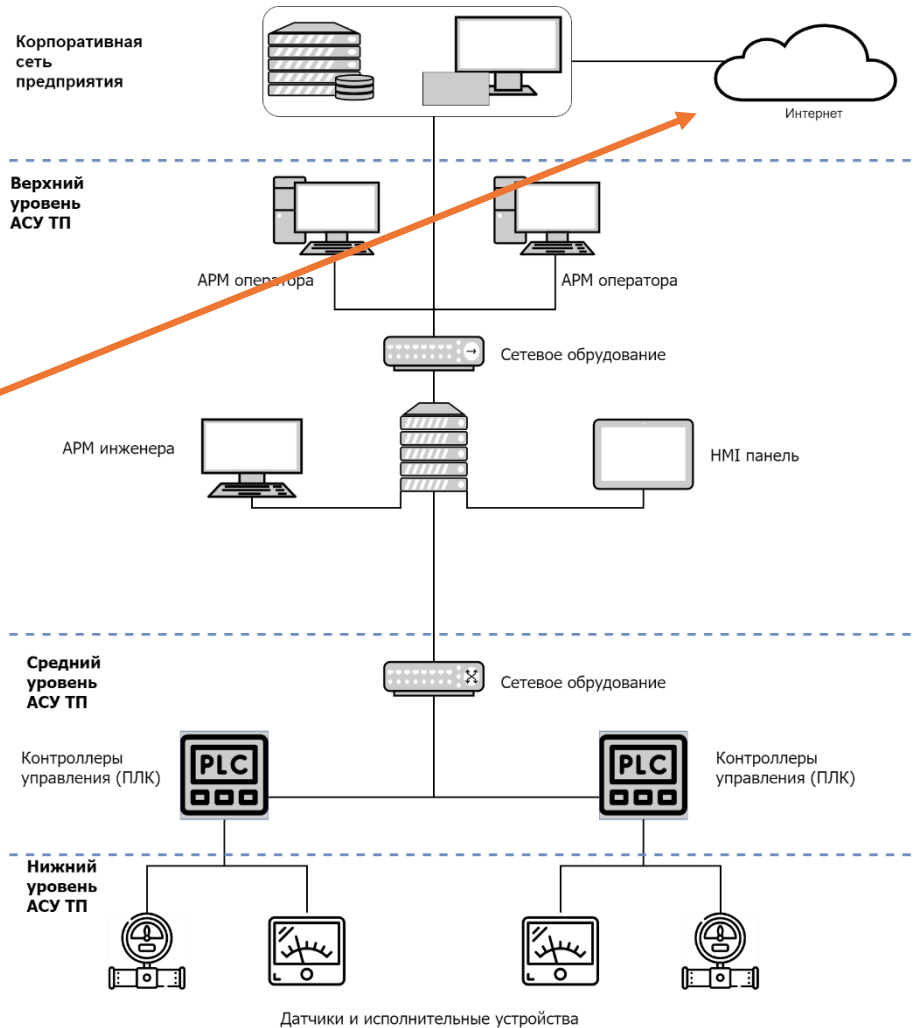 Корпоративная
сеть
предприятия
Интернет
Верхний
уровень
АСУ ТП
АРМ оператора
АРМ оператора
Сетевое обрудование
АРМ инженера
HMI панель
Средний
уровень
АСУ ТП
Сетевое обрудование
Контроллеры
управления (ПЛК)
PLC
PLC
Контроллеры
управления (ПЛК)
Нижний
уровень
АСУ ТП
Датчики и исполнительные устройства